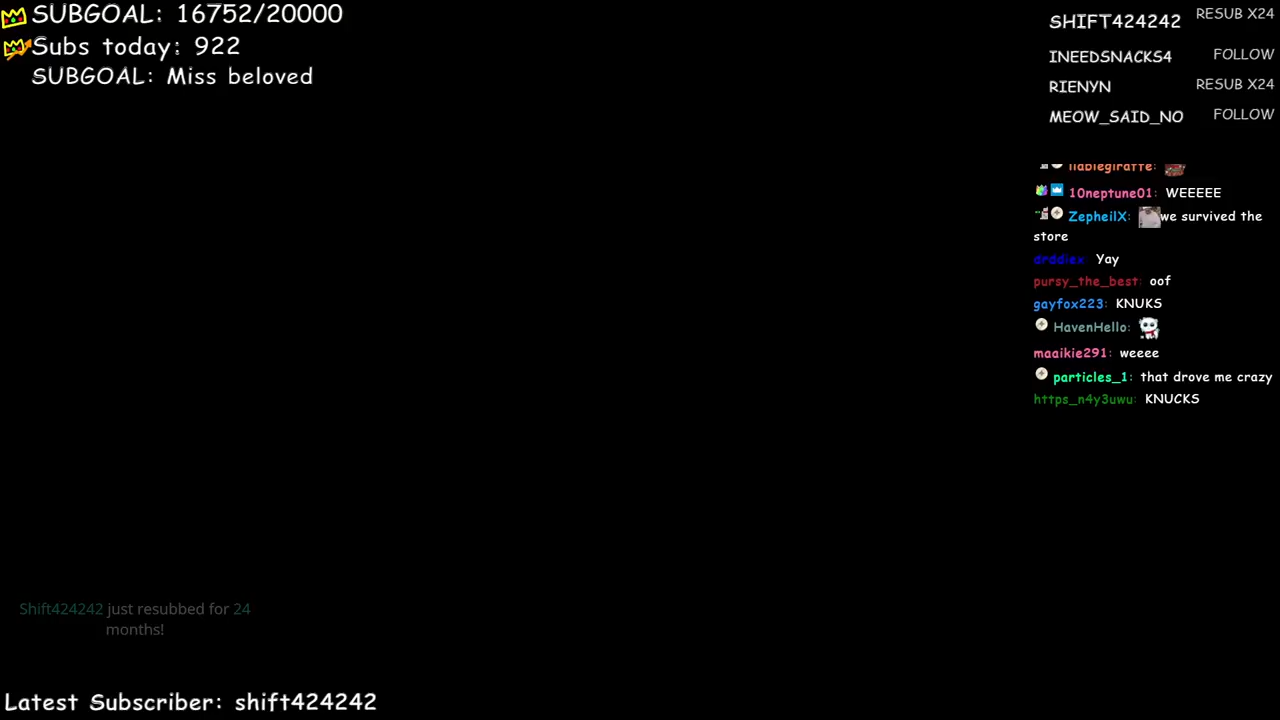 SUBGOAL: 16752/20000
Subs today: 922
SUBGOAL: Miss beloved
SHIFT424242 RESUB X24
INEEDSNACKS4 FOLLOW
RIENYN RESUB X24
MEOW_SAID_NO FOLLOW
liablegiraffe:
10neptune01: WEEEEE
ZepheilX: we survived the
store
drddiex: Yay
pursy_the_best: oof
gayfox223: KNUKS
HavenHello:
maaikie291: weeee
particles_1: that drove me crazy
https_n4y3uwu: KNUCKS
Shift424242 just resubbed for 24
months!
Latest Subscriber: shift424242